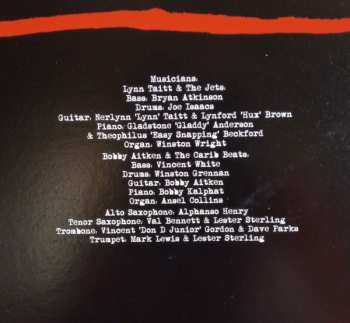 Musicians:
Lynn Taitt & The Jets:
Bass: Bryan Atkinson
Drums: Joe Isaacs
Guitar: Nerlynn 'Lynn' Taitt & Lynford 'Hux' Brown
Piano: Gladstone 'Gladdy' Anderson
& Theophilus 'Easy Snapping' Beckford
Organ: Winston Wright
Bobby Aitken & The Carib Beats:
Bass: Vincent White
Drums: Winston Grennan
Guitar: Bobby Aitken
Piano: Bobby Kalphat
Organ: Ansel Collins
Alto Saxophone: Alphanso Henry
Tenor Saxophone: Val Bennett & Lester Sterling
Trombone: Vincent 'Don D Junior' Gordon & Dave Parks
Trumpet: Mark Lewis & Lester Sterling